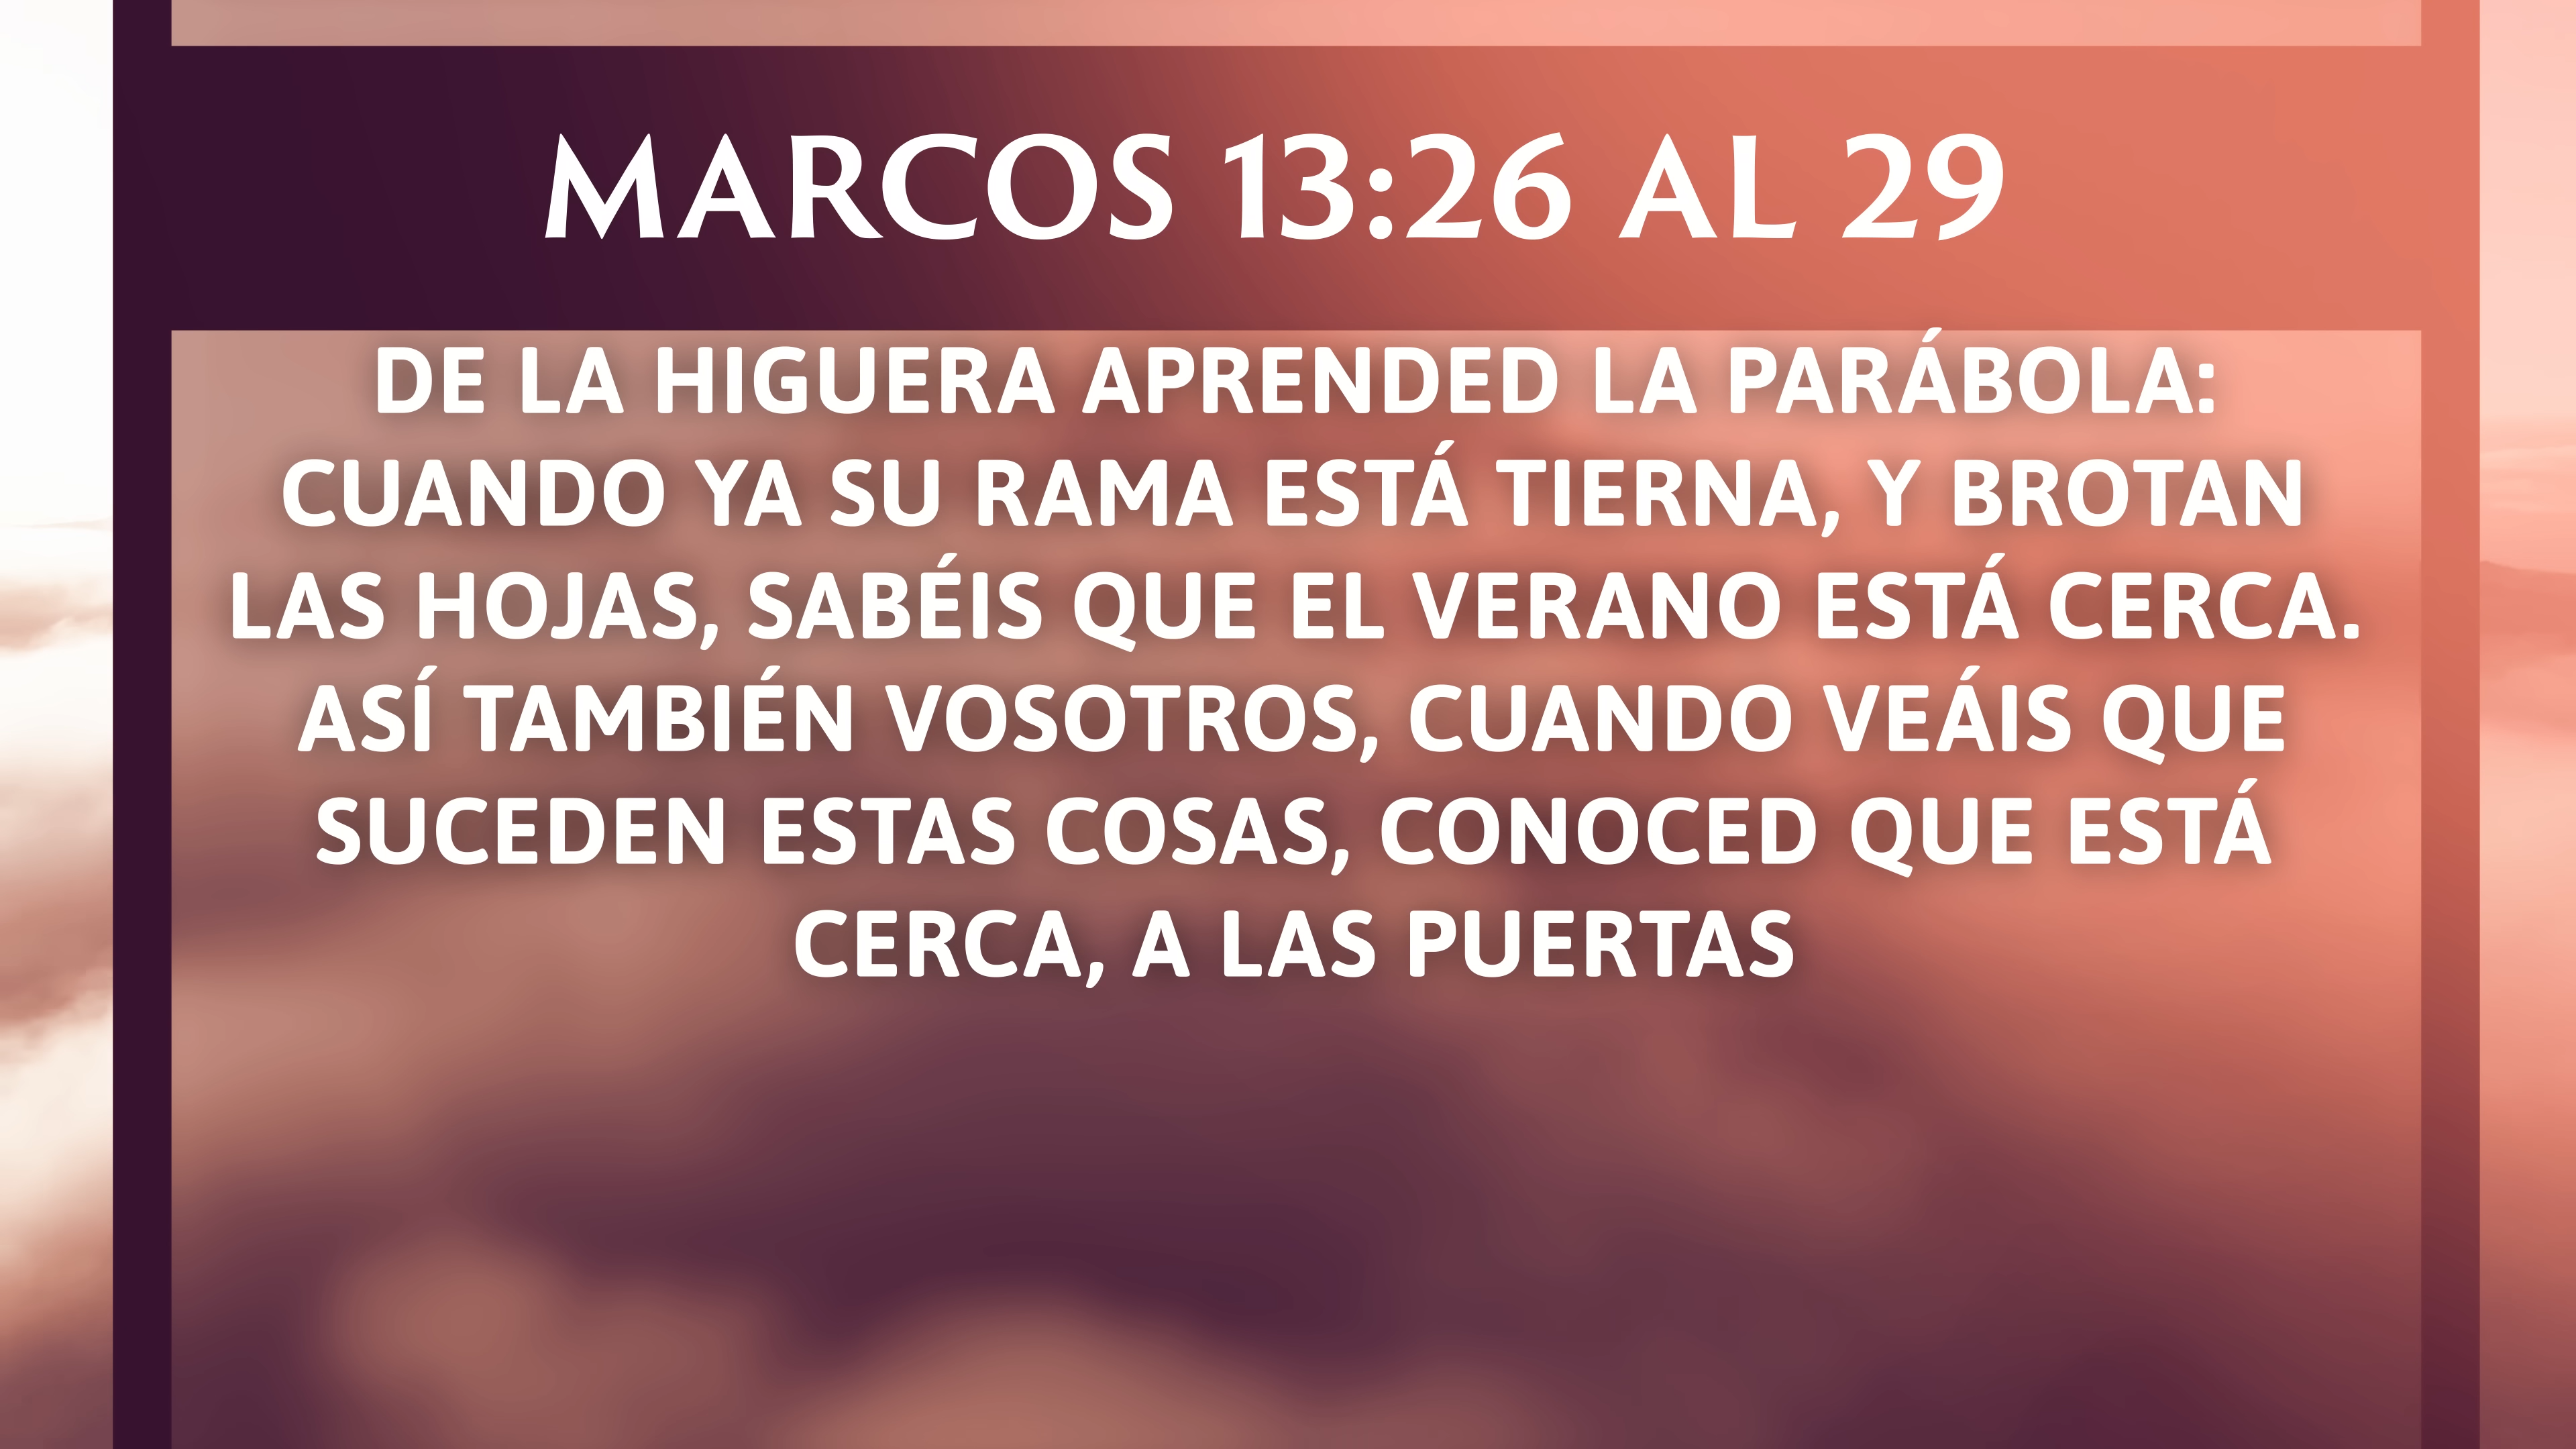 MARCOS 13:26 AL 29
DE LA HIGUERA APRENDED LA PARÁBOLA:
CUANDO YA SU RAMA ESTÁ TIERNA, Y BROTAN
LAS HOJAS, SABÉIS QUE EL VERANO ESTÁ CERCA.
ASÍ TAMBIÉN VOSOTROS, CUANDO VEÁIS QUE
SUCEDEN ESTAS COSAS, CONOCED QUE ESTÁ
CERCA, A LAS PUERTAS